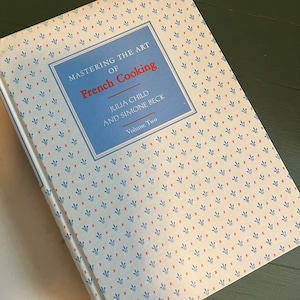 MASTERING THE ART
OF
French Cooking
JULIA CHILD
AND SIMONE BECK
Volume Two